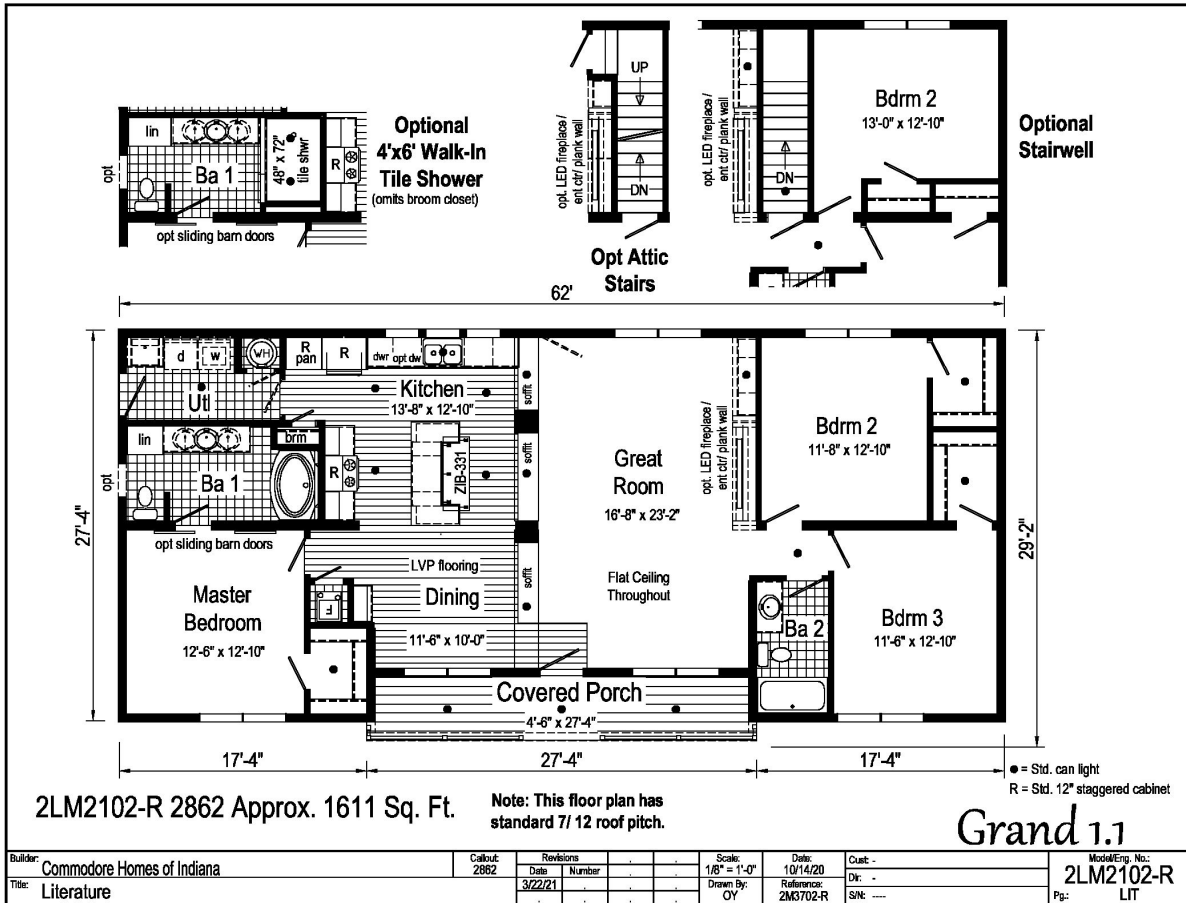 lin
Ba 1
48" x 72"
tile shwr
R
opt
opt sliding barn doors
Optional
4'x6' Walk-In
Tile Shower
(omits broom closet)
opt. LED fireplace /
ent ctr/ plank wall
UP
DN
Opt Attic
Stairs
opt. LED fireplace /
ent ctr/ plank wall
DN
Bdrm 2
13'-0" x 12'-10"
Optional
Stairwell
62'
27'-4"
29'-2"
d
w
WH
R
pan
R
dwr
opt dw
Utl
Kitchen
13'-8" x 12'-10"
soffit
lin
brm
Ba 1
R
ZIB-331
soffit
opt
opt sliding barn doors
Great
Room
16'-8" x 23'-2"
opt. LED fireplace /
ent ctr/ plank wall
Bdrm 2
11'-8" x 12'-10"
Master
Bedroom
12'-6" x 12'-10"
LVP flooring
F
Dining
11'-6" x 10'-0"
soffit
Flat Ceiling
Throughout
Ba 2
Bdrm 3
11'-6" x 12'-10"
Covered Porch
4'-6" x 27'-4"
17'-4"
27'-4"
17'-4"
● = Std. can light
R = Std. 12" staggered cabinet
2LM2102-R 2862 Approx. 1611 Sq. Ft.
Note: This floor plan has
standard 7/ 12 roof pitch.
Grand 1.1
Builder: Commodore Homes of Indiana
Title: Literature
Callout:
2862
Revisions
Date Number
3/22/21
Scale:
1/8" = 1'-0"
Drawn By:
OY
Date:
10/14/20
Reference:
2M3702-R
Cust: -
Dir: -
S/N: ----
Model/Eng. No.:
2LM2102-R
Pg.: LIT